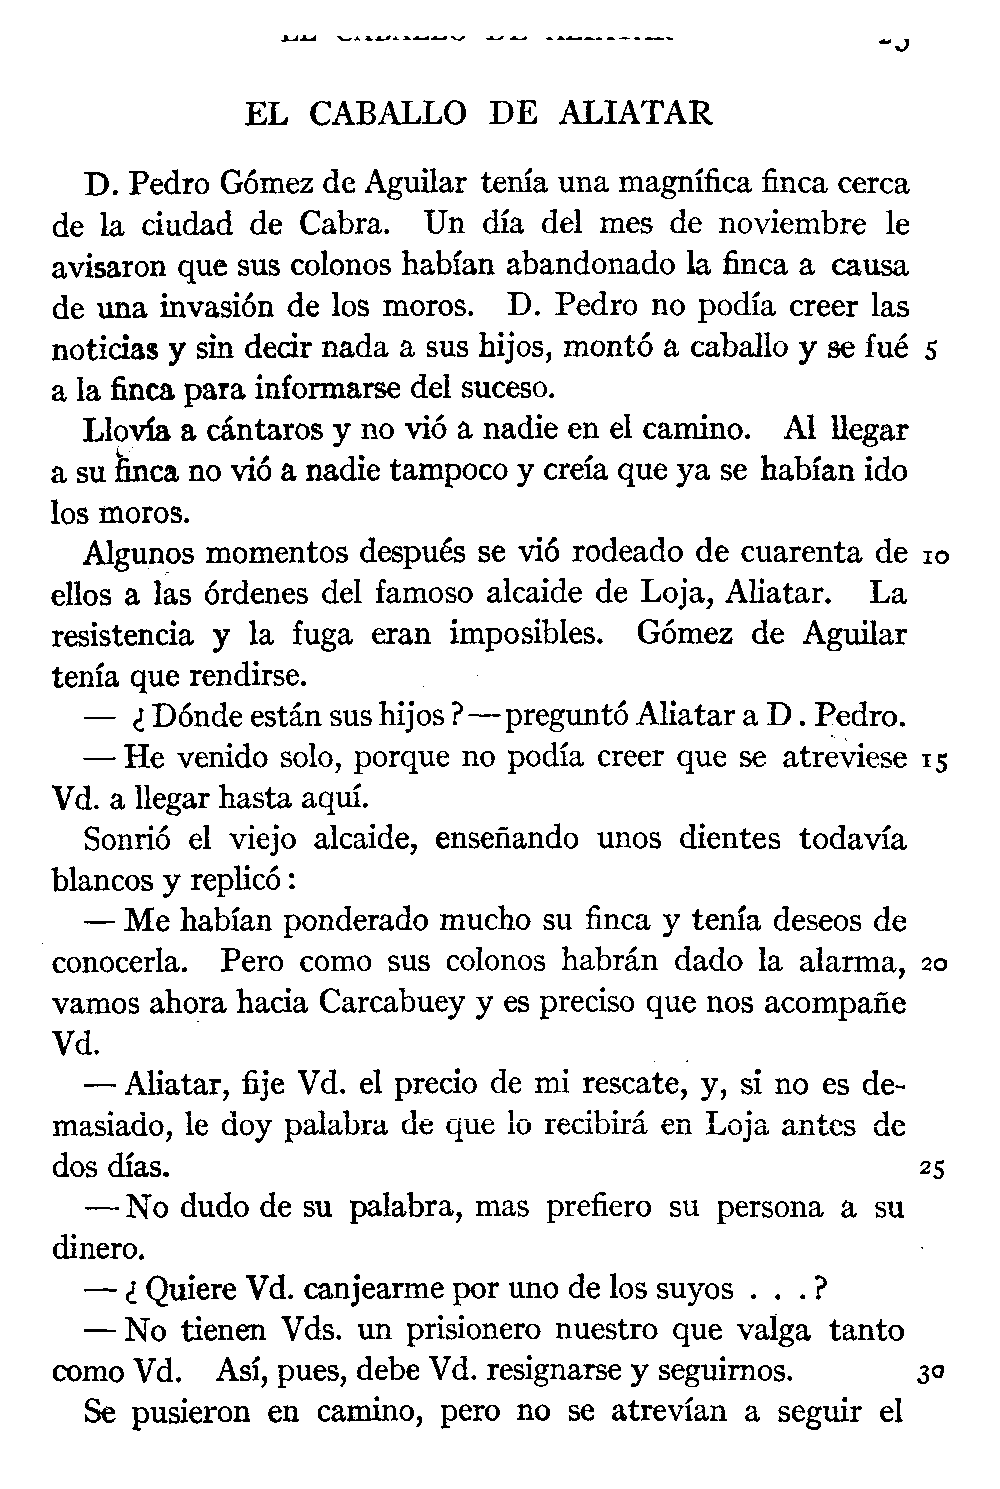 EL CABALLO DE ALIATAR
D. Pedro Gómez de Aguilar tenía una magnífica finca cerca
de la ciudad de Cabra. Un día del mes de noviembre le
avisaron que sus colonos habían abandonado la finca a causa
de una invasión de los moros. D. Pedro no podía creer las
noticias y sin decir nada a sus hijos, montó a caballo y se fué 5
a la finca para informarse del suceso.
Llovía a cántaros y no vió a nadie en el camino. Al llegar
a su finca no vió a nadie tampoco y creía que ya se habían ido
los moros.
Algunos momentos después se vió rodeado de cuarenta de 10
ellos a las órdenes del famoso alcaide de Loja, Aliatar. La
resistencia y la fuga eran imposibles. Gómez de Aguilar
tenía que rendirse.
— ¿ Dónde están sus hijos ?—preguntó Aliatar a D . Pedro.
— He venido solo, porque no podía creer que se atreviese 15
Vd. a llegar hasta aquí.
Sonrió el viejo alcaide, enseñando unos dientes todavía
blancos y replicó :
— Me habían ponderado mucho su finca y tenía deseos de
conocerla. Pero como sus colonos habrán dado la alarma, 20
vamos ahora hacia Carcabuey y es preciso que nos acompañe
Vd.
— Aliatar, fije Vd. el precio de mi rescate, y, si no es de-
masiado, le doy palabra de que lo recibirá en Loja antes de
dos días. 25
— No dudo de su palabra, mas prefiero su persona a su
dinero.
— ¿ Quiere Vd. canjearme por uno de los suyos . . . ?
— No tienen Vds. un prisionero nuestro que valga tanto
como Vd. Así, pues, debe Vd. resignarse y seguirnos. 30
Se pusieron en camino, pero no se atrevían a seguir el